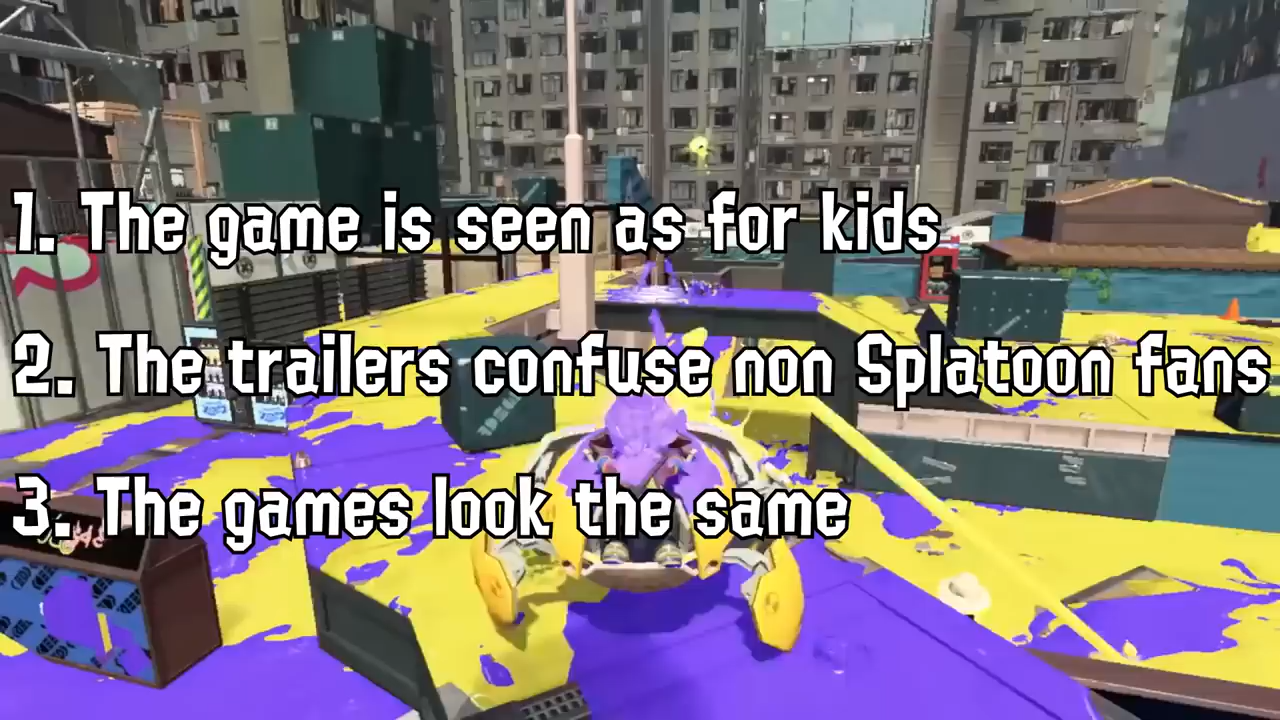 1. The game is seen as for kids
2. The trailers confuse non Splatoon fans
3. The games look the same